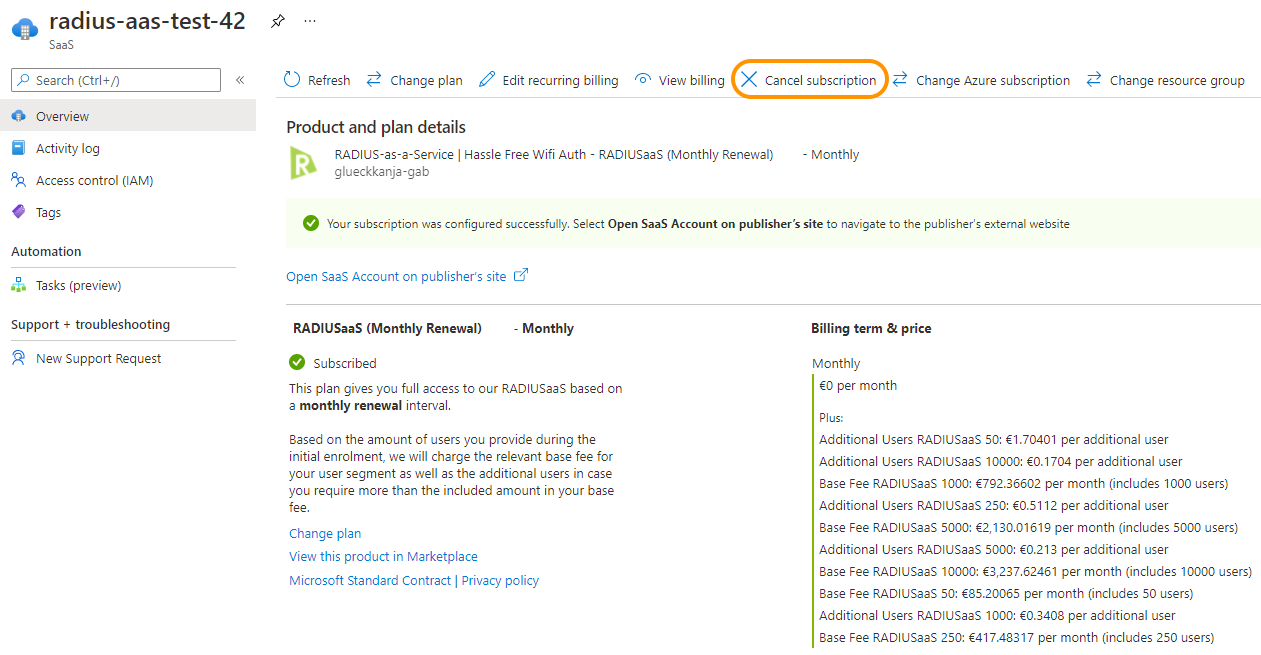 radius-aas-test-42
SaaS
Search (Ctrl+/)
«
Overview
Activity log
Access control (IAM)
Tags
Automation
Tasks (preview)
Support + troubleshooting
New Support Request
Refresh Change plan Edit recurring billing View billing Cancel subscription Change Azure subscription Change resource group
Product and plan details
R
RADIUS-as-a-Service | Hassle Free Wifi Auth - RADIUSaaS (Monthly Renewal) - Monthly
glueckkanja-gab
Your subscription was configured successfully. Select Open SaaS Account on publisher's site to navigate to the publisher's external website
Open SaaS Account on publisher's site
RADIUSaaS (Monthly Renewal) - Monthly
Subscribed
This plan gives you full access to our RADIUSaaS based on
a monthly renewal interval.
Based on the amount of users you provide during the
initial enrolment, we will charge the relevant base fee for
your user segment as well as the additional users in case
you require more than the included amount in your base
fee.
Change plan
View this product in Marketplace
Microsoft Standard Contract | Privacy policy
Billing term & price
Monthly
€0 per month
Plus:
Additional Users RADIUSaaS 50: €1.70401 per additional user
Additional Users RADIUSaaS 10000: €0.1704 per additional user
Base Fee RADIUSaaS 1000: €792.36602 per month (includes 1000 users)
Additional Users RADIUSaaS 250: €0.5112 per additional user
Base Fee RADIUSaaS 5000: €2,130.01619 per month (includes 5000 users)
Additional Users RADIUSaaS 5000: €0.213 per additional user
Base Fee RADIUSaaS 10000: €3,237.62461 per month (includes 10000 users)
Base Fee RADIUSaaS 50: €85.20065 per month (includes 50 users)
Additional Users RADIUSaaS 1000: €0.3408 per additional user
Base Fee RADIUSaaS 250: €417.48317 per month (includes 250 users)